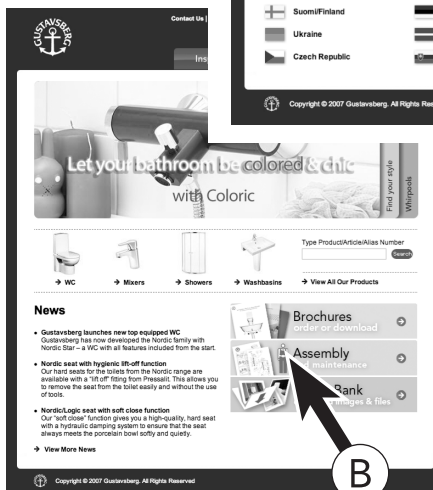 GUSTAVSBERG
Contact Us |
Suomi/Finland
Ukraine
Czech Republic
Copyright © 2007 Gustavsberg. All Rights Res
Ins
Let your bathroom be colored & chic
with Coloric
Find your style
Whirpools
Type Product/Article/Alias Number
Search
→ WC
→ Mixers
→ Showers
→ Washbasins
→ View All Our Products
News
• Gustavsberg launches new top equipped WC
Gustavsberg has now developed the Nordic family with
Nordic Star – a WC with all features included from the start.
• Nordic seat with hygienic lift-off function
Our hard seats for the toilets from the Nordic range are
available with a "lift off" fitting from Pressalit. This allows you
to remove the seat from the toilet easily and without the use
of tools.
• Nordic/Logic seat with soft close function
Our "soft close" function gives you a high-quality, hard seat
with a hydraulic damping system to ensure that the seat
always meets the porcelain bowl softly and quietly.
→ View More News
Brochures
order or download
Assembly
maintenance
Bank
images & files
B
Copyright © 2007 Gustavsberg. All Rights Reserved